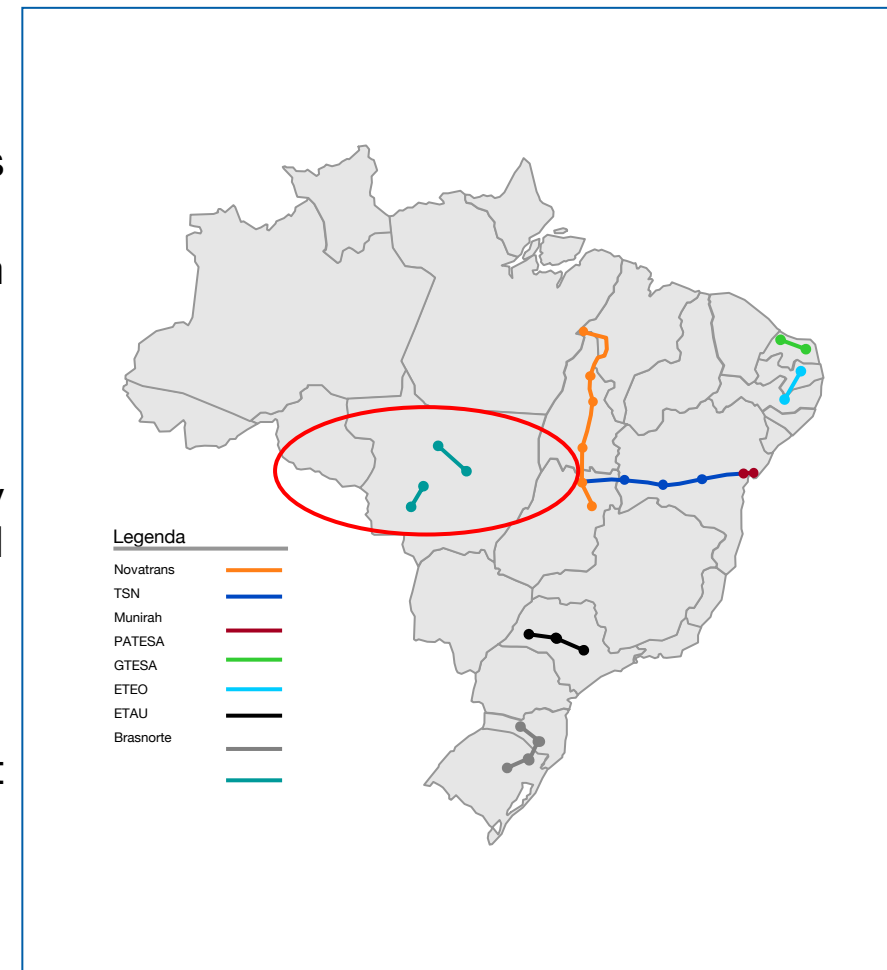 s
Legenda
Novatrans
TSN
Munirah
PATESA
GTESA
ETEO
ETAU
Brasnorte